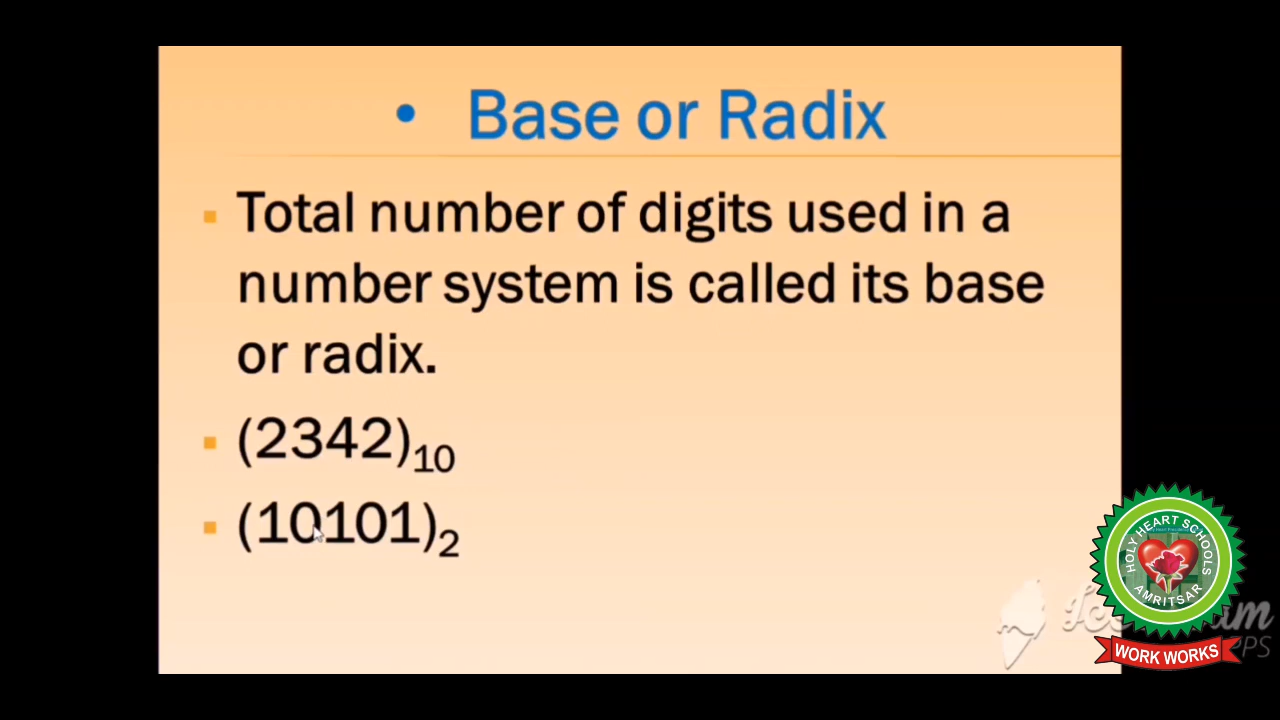 • Base or Radix
▪ Total number of digits used in a
number system is called its base
or radix.
▪ (2342)₁₀
▪ (10101)₂
HOLY HEART SCHOOLS
AMRITSAR
WORK WORKS